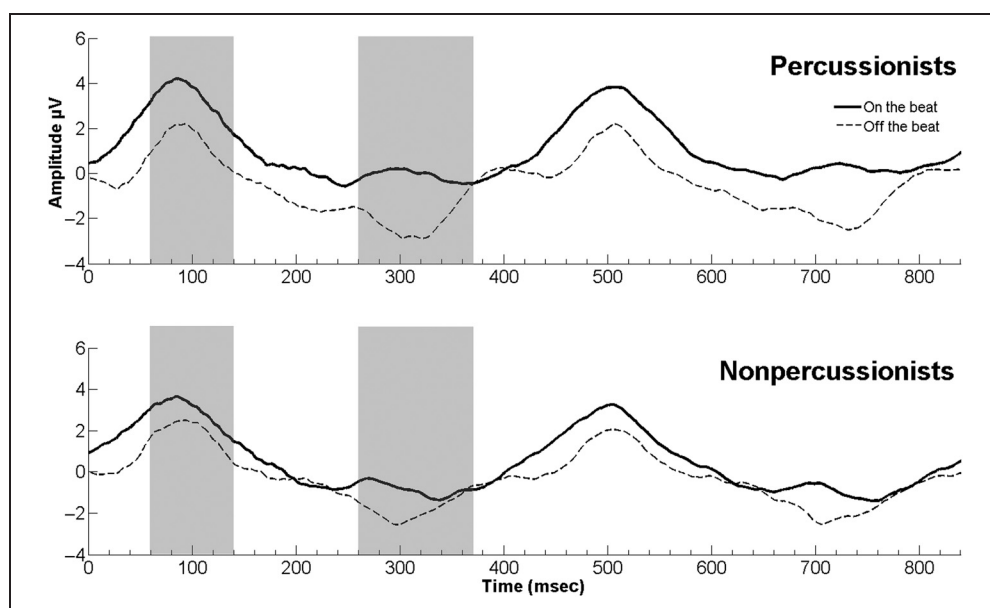 Percussionists
On the beat
Off the beat
Amplitude µV
6
4
2
0
−2
−4
0 100 200 300 400 500 600 700 800
Nonpercussionists
6
4
2
0
−2
−4
0 100 200 300 400 500 600 700 800
Time (msec)